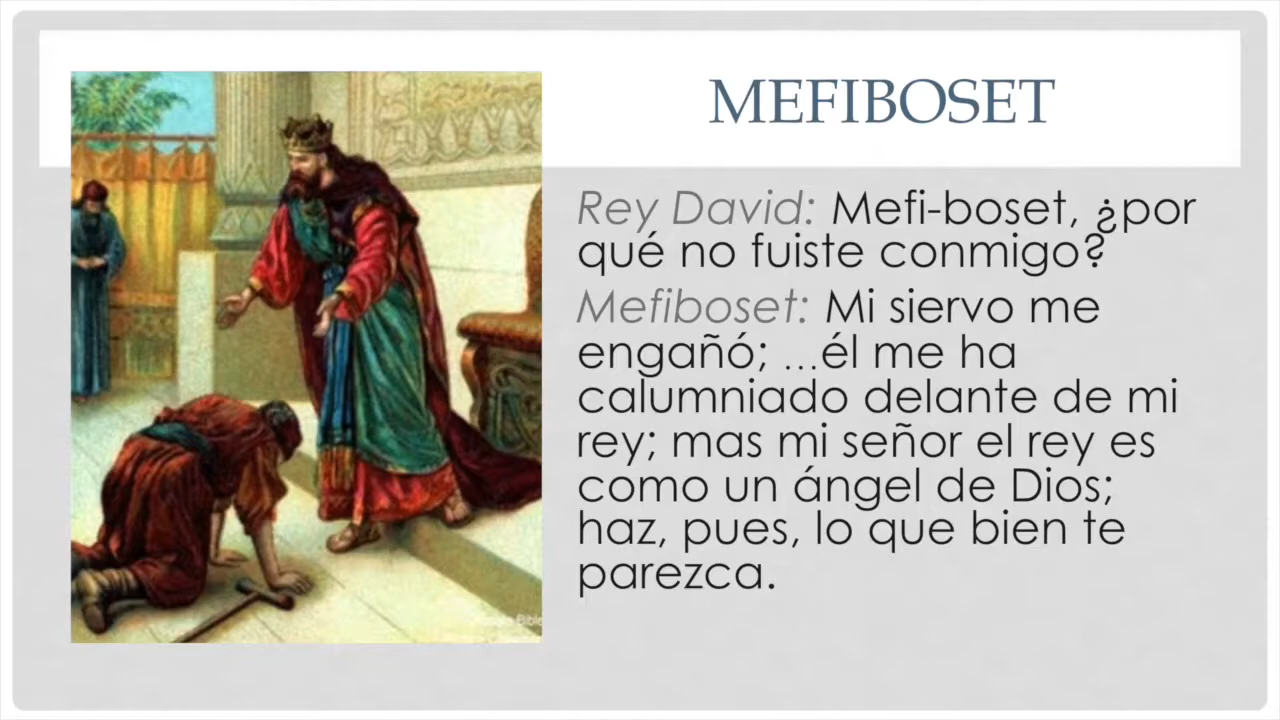 MEFIBOSET
Rey David: Mefi-boset, ¿por
qué no fuiste conmigo?
Mefiboset: Mi siervo me
engañó; ...él me ha
calumniado delante de mi
rey; mas mi señor el rey es
como un ángel de Dios;
haz, pues, lo que bien te
parezca.
Bible